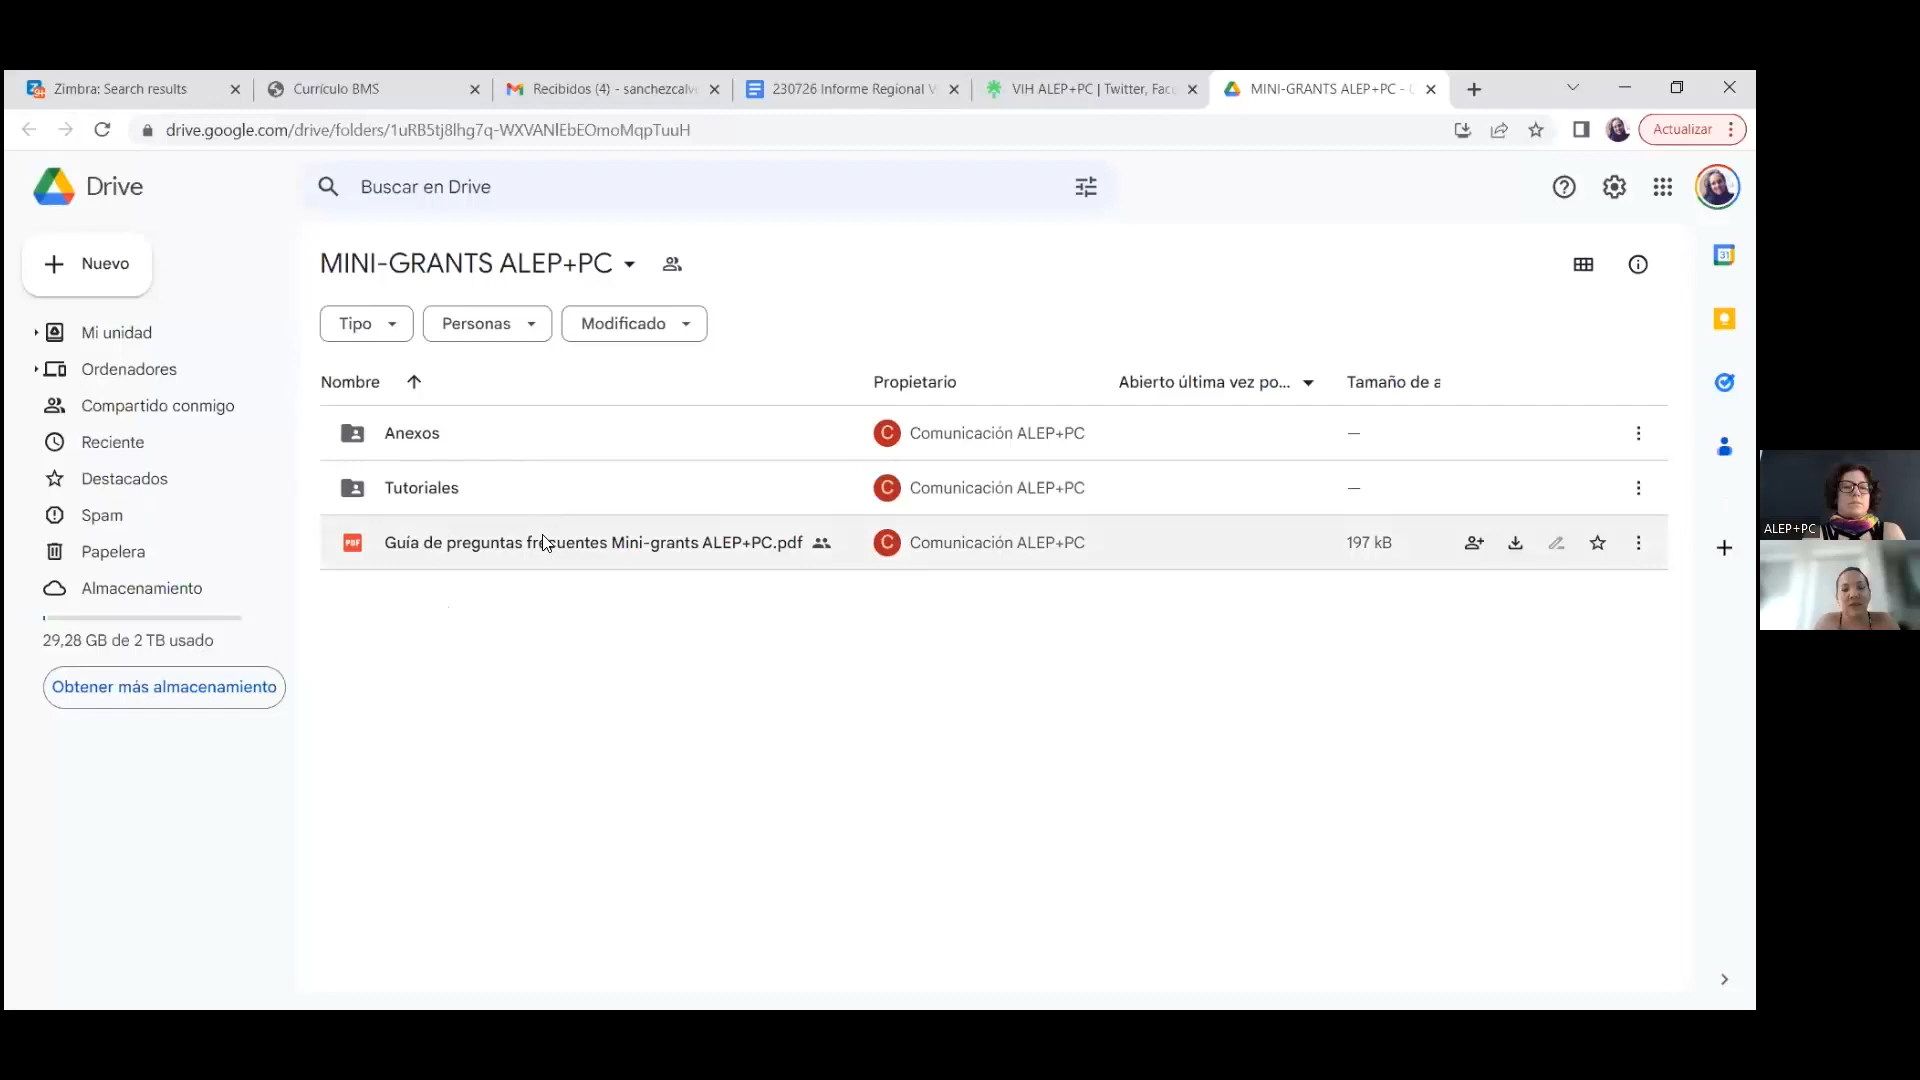 Zimbra: Search results
Currículo BMS
Recibidos (4) - sanchezcalv
230726 Informe Regional V
VIH ALEP+PC | Twitter, Fac
MINI-GRANTS ALEP+PC -
drive.google.com/drive/folders/1uRB5tj8lhg7q-WXVANlEbEOmoMqpTuuH
Actualizar
Drive
Buscar en Drive
Nuevo
MINI-GRANTS ALEP+PC
31
Tipo
Personas
Modificado
Mi unidad
Ordenadores
Compartido conmigo
Reciente
Destacados
Spam
Papelera
Almacenamiento
29,28 GB de 2 TB usado
Obtener más almacenamiento
Nombre
Propietario
Abierto última vez po...
Tamaño de a
Anexos
C Comunicación ALEP+PC
—
Tutoriales
C Comunicación ALEP+PC
—
PDF Guía de preguntas frecuentes Mini-grants ALEP+PC.pdf
C Comunicación ALEP+PC
197 kB
ALEP+PC